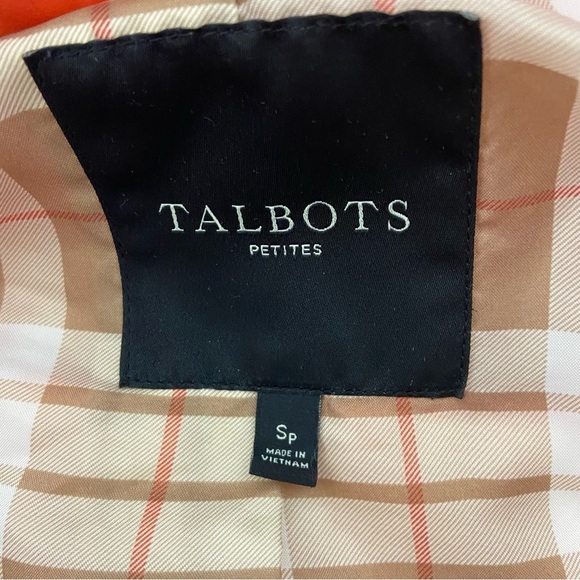 TALBOTS
PETITES
Sp
MADE IN
VIETNAM